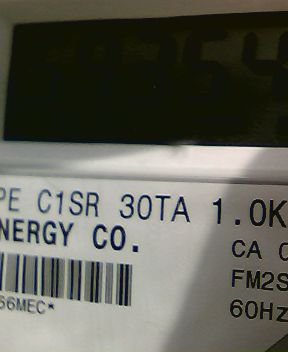 PE C1SR 30TA 1.0K
NERGY CO.
CA
FM2S
66MEC*
60Hz